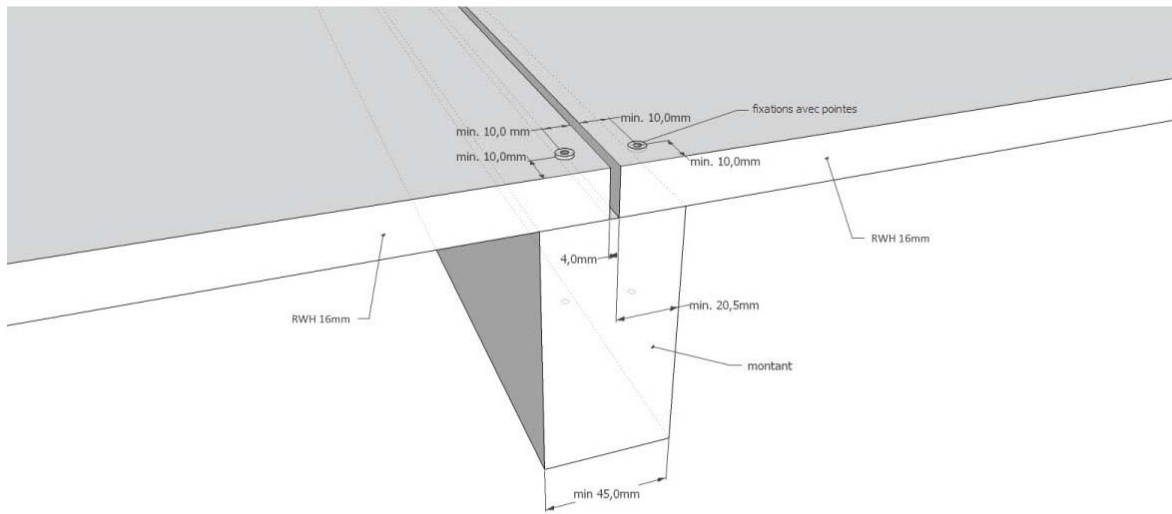 fixations avec pointes
min. 10,0mm
min. 10,0 mm
min. 10,0mm
min. 10,0mm
RWH 16mm
4,0mm
min. 20,5mm
RWH 16mm
montant
min 45,0mm